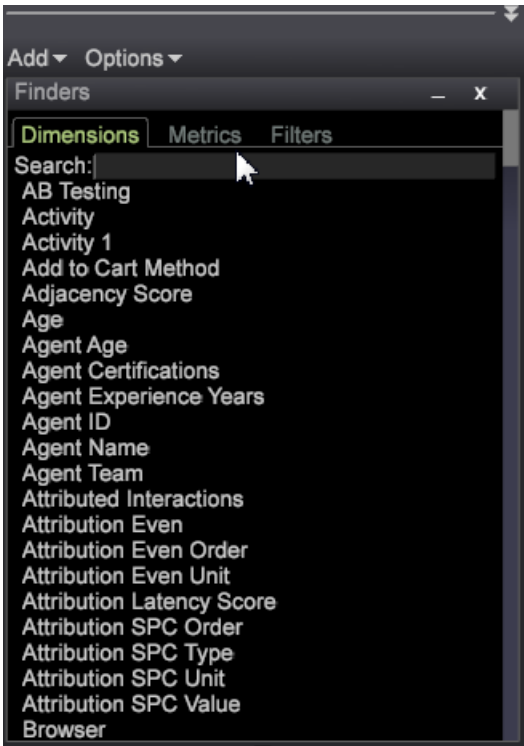 Add Options
Finders _ x
Dimensions Metrics Filters
Search:
AB Testing
Activity
Activity 1
Add to Cart Method
Adjacency Score
Age
Agent Age
Agent Certifications
Agent Experience Years
Agent ID
Agent Name
Agent Team
Attributed Interactions
Attribution Even
Attribution Even Order
Attribution Even Unit
Attribution Latency Score
Attribution SPC Order
Attribution SPC Type
Attribution SPC Unit
Attribution SPC Value
Browser